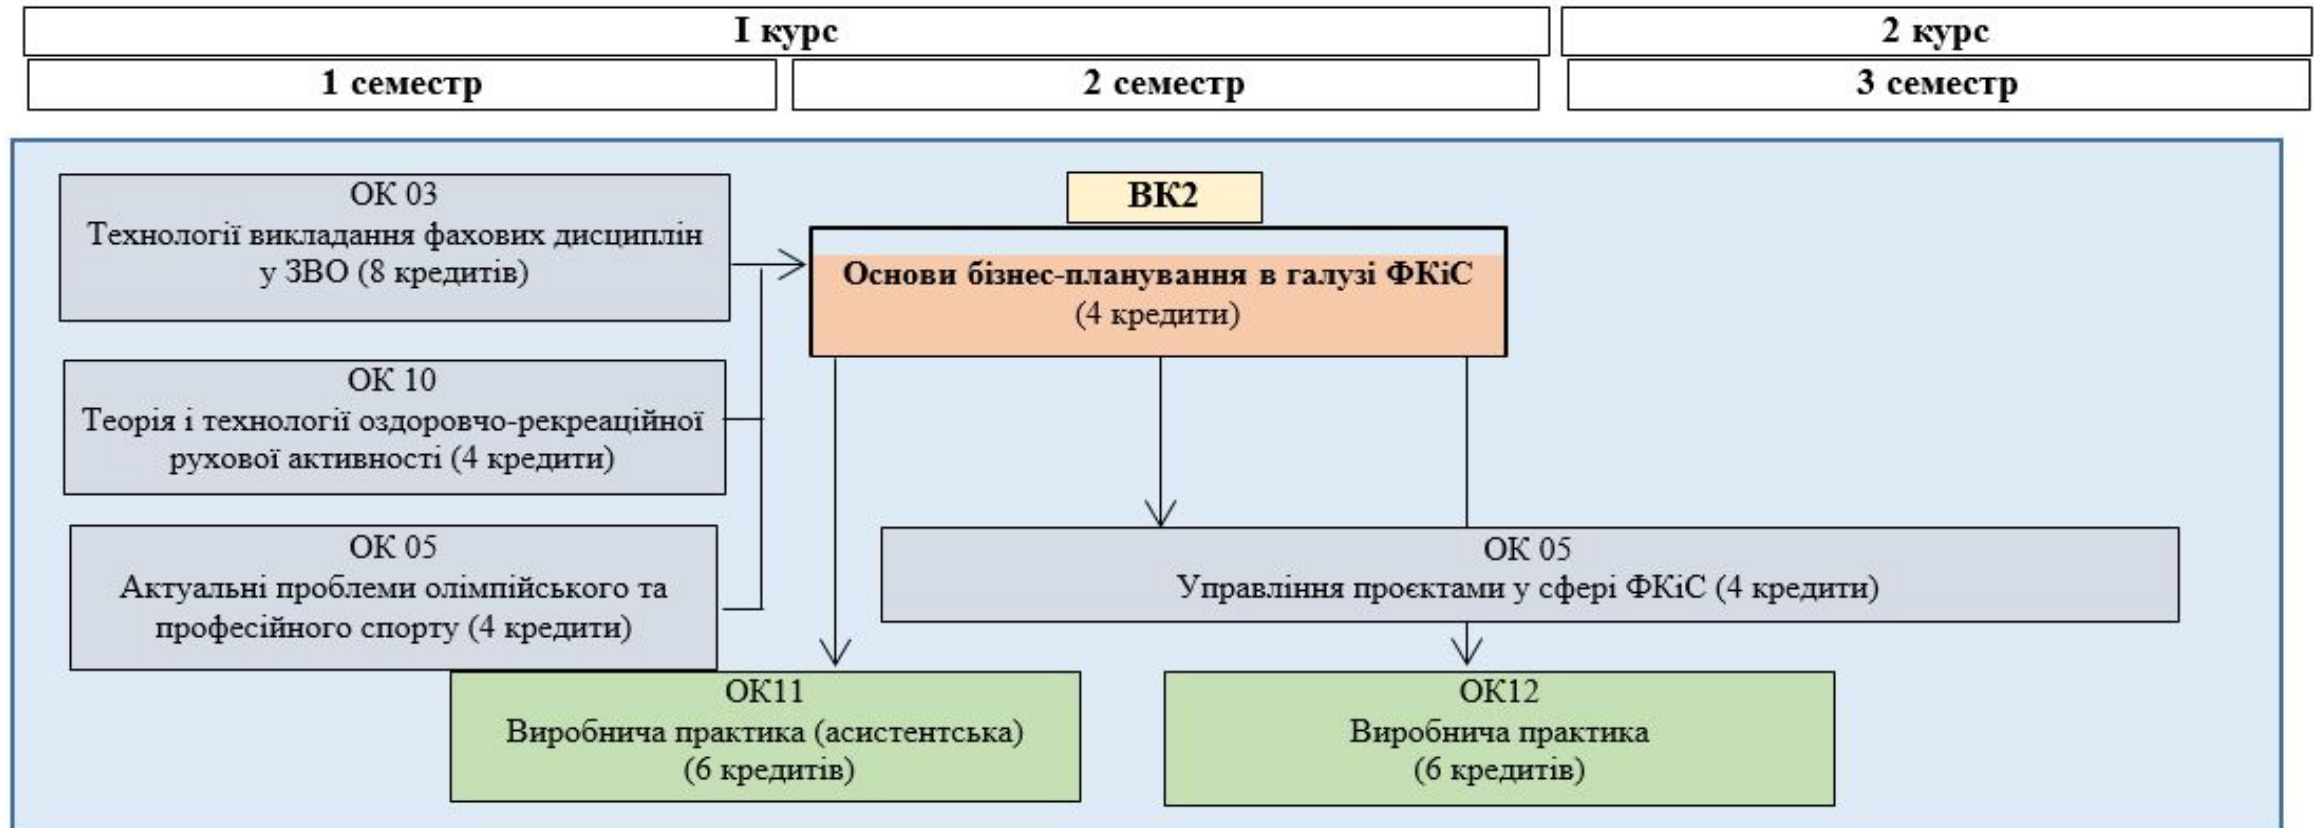 I курс
2 курс
1 семестр
2 семестр
3 семестр
ОК 03
Технології викладання фахових дисциплін
у ЗВО (8 кредитів)
ВК2
Основи бізнес-планування в галузі ФКіС
(4 кредити)
ОК 10
Теорія і технології оздоровчо-рекреаційної
рухової активності (4 кредити)
ОК 05
Актуальні проблеми олімпійського та
професійного спорту (4 кредити)
ОК 05
Управління проєктами у сфері ФКіС (4 кредити)
ОК11
Виробнича практика (асистентська)
(6 кредитів)
ОК12
Виробнича практика
(6 кредитів)